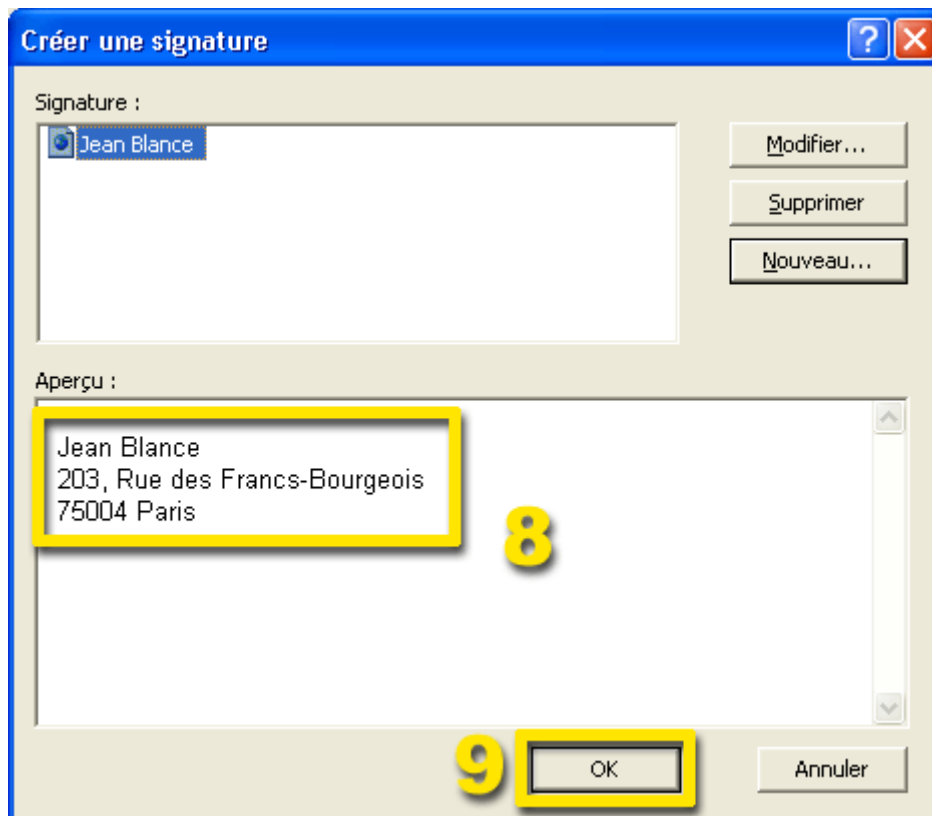 Créer une signature
?
Signature :
Jean Blance
Modifier...
Supprimer
Nouveau...
Aperçu :
Jean Blance
203, Rue des Francs-Bourgeois
75004 Paris
8
9
OK
Annuler